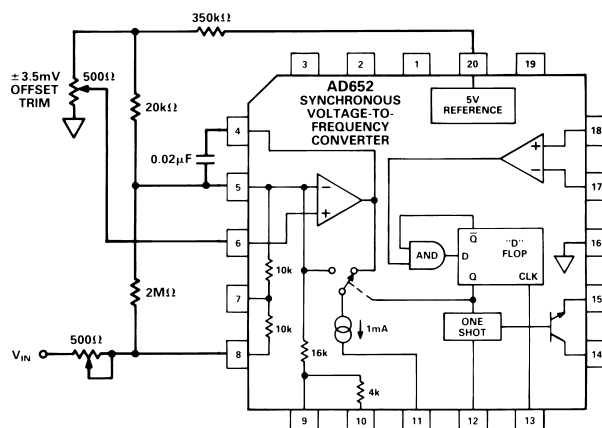 350kΩ
3
2
1
20
19
± 3.5mV
OFFSET
TRIM
500Ω
20kΩ
AD652
SYNCHRONOUS
VOLTAGE-TO-
FREQUENCY
CONVERTER
5V
REFERENCE
4
18
0.02µF
+
−
5
17
−
+
6
AND
Q̅
"D"
FLOP
D
Q
CLK
16
10k
7
2MΩ
10k
1mA
ONE
SHOT
15
500Ω
VIN
8
16k
4k
14
9
10
11
12
13